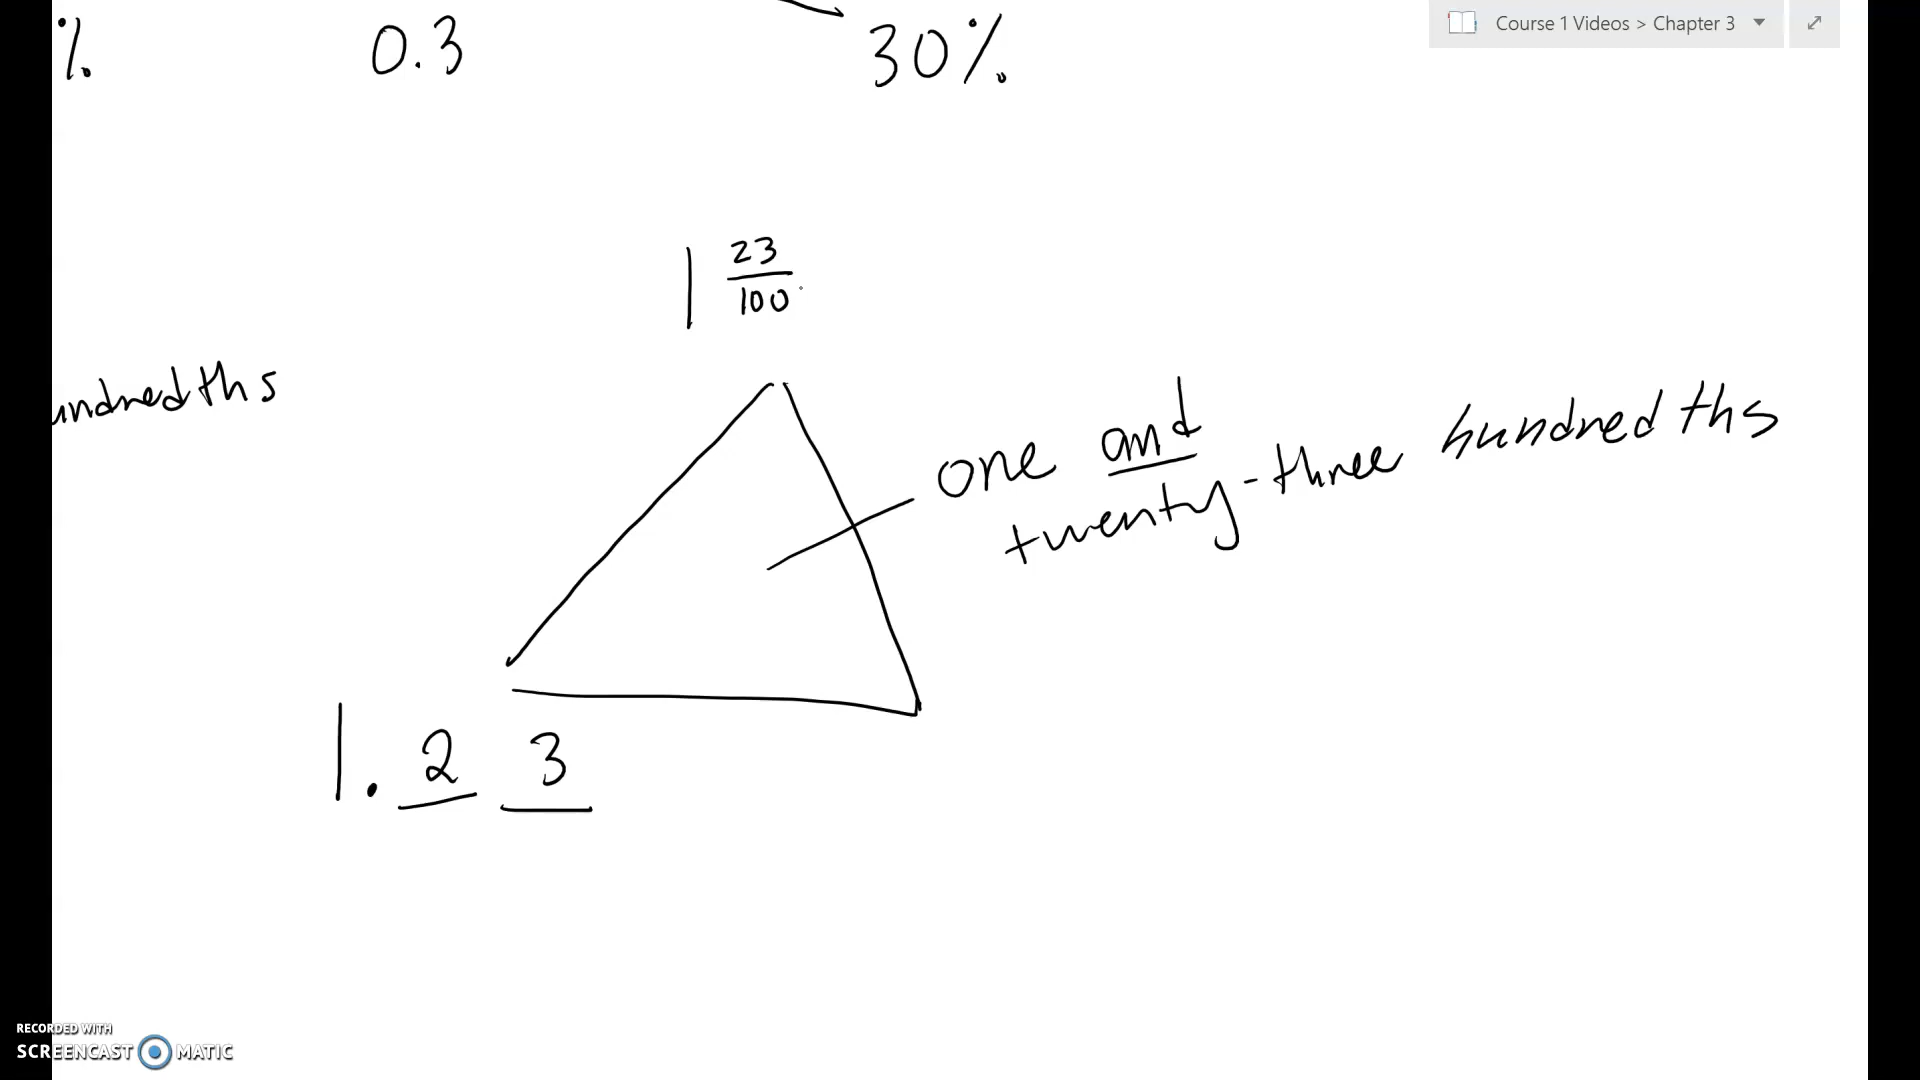 Course 1 Videos > Chapter 3
%
0.3
30%
1 23/100
undredths
one and
twenty-three hundredths
1.23
RECORDED WITH
SCREENCAST MATIC